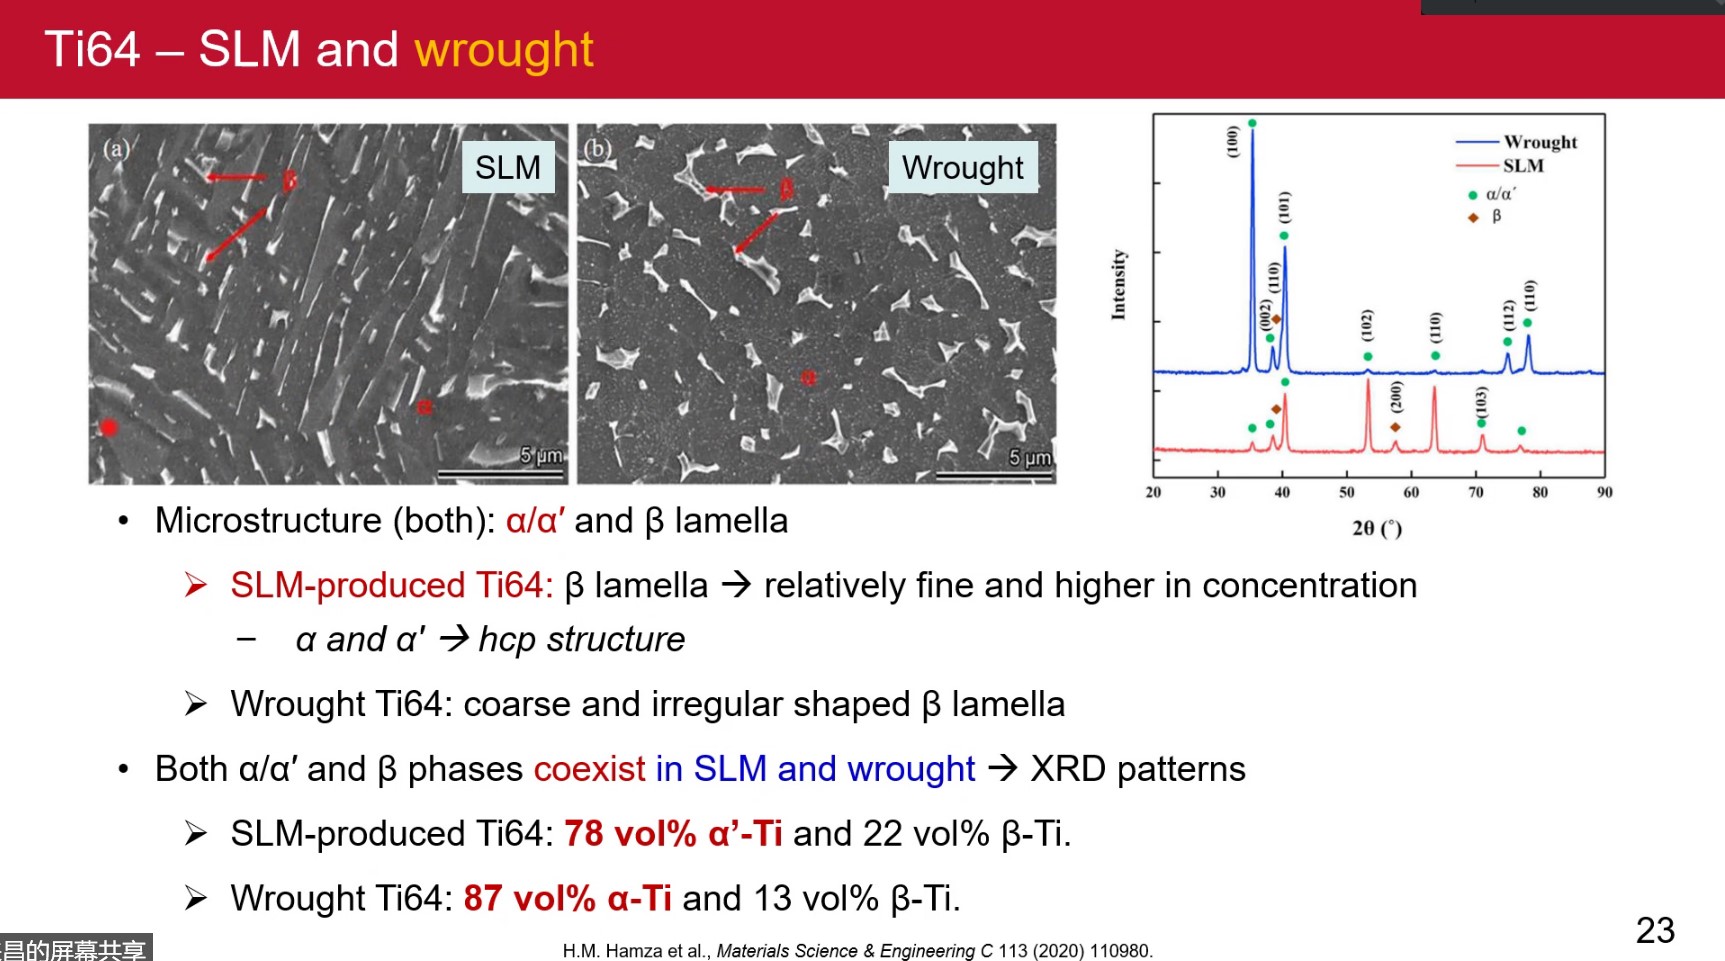 Ti64 – SLM and wrought
(a)
SLM
β
α
5 μm
(b)
Wrought
β
α
5 μm
Wrought
SLM
α/α′
β
Intensity
(100)
(002)
(110)
(101)
(102)
(110)
(112)
(110)
(200)
(103)
20 30 40 50 60 70 80 90
2θ (°)
• Microstructure (both): α/α′ and β lamella
➢ SLM-produced Ti64: β lamella → relatively fine and higher in concentration
− α and α′ → hcp structure
➢ Wrought Ti64: coarse and irregular shaped β lamella
• Both α/α′ and β phases coexist in SLM and wrought → XRD patterns
➢ SLM-produced Ti64: 78 vol% α’-Ti and 22 vol% β-Ti.
➢ Wrought Ti64: 87 vol% α-Ti and 13 vol% β-Ti.
23
昌的屏幕共享
H.M. Hamza et al., Materials Science & Engineering C 113 (2020) 110980.